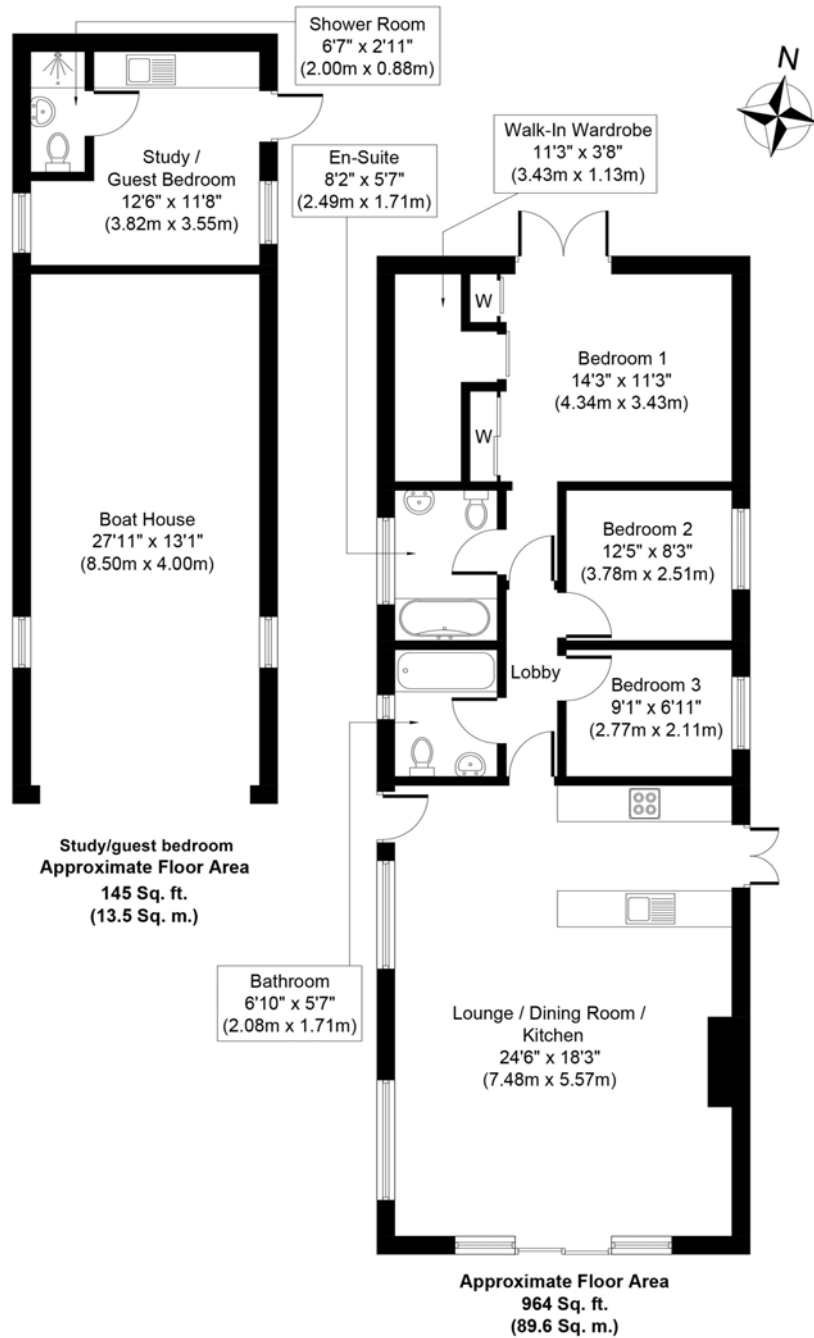 Shower Room
6'7" x 2'11"
(2.00m x 0.88m)
N
Walk-In Wardrobe
11'3" x 3'8"
(3.43m x 1.13m)
En-Suite
8'2" x 5'7"
(2.49m x 1.71m)
Study /
Guest Bedroom
12'6" x 11'8"
(3.82m x 3.55m)
W
Bedroom 1
14'3" x 11'3"
(4.34m x 3.43m)
W
Boat House
27'11" x 13'1"
(8.50m x 4.00m)
Bedroom 2
12'5" x 8'3"
(3.78m x 2.51m)
Lobby
Bedroom 3
9'1" x 6'11"
(2.77m x 2.11m)
Study/guest bedroom
Approximate Floor Area
145 Sq. ft.
(13.5 Sq. m.)
Bathroom
6'10" x 5'7"
(2.08m x 1.71m)
Lounge / Dining Room /
Kitchen
24'6" x 18'3"
(7.48m x 5.57m)
Approximate Floor Area
964 Sq. ft.
(89.6 Sq. m.)